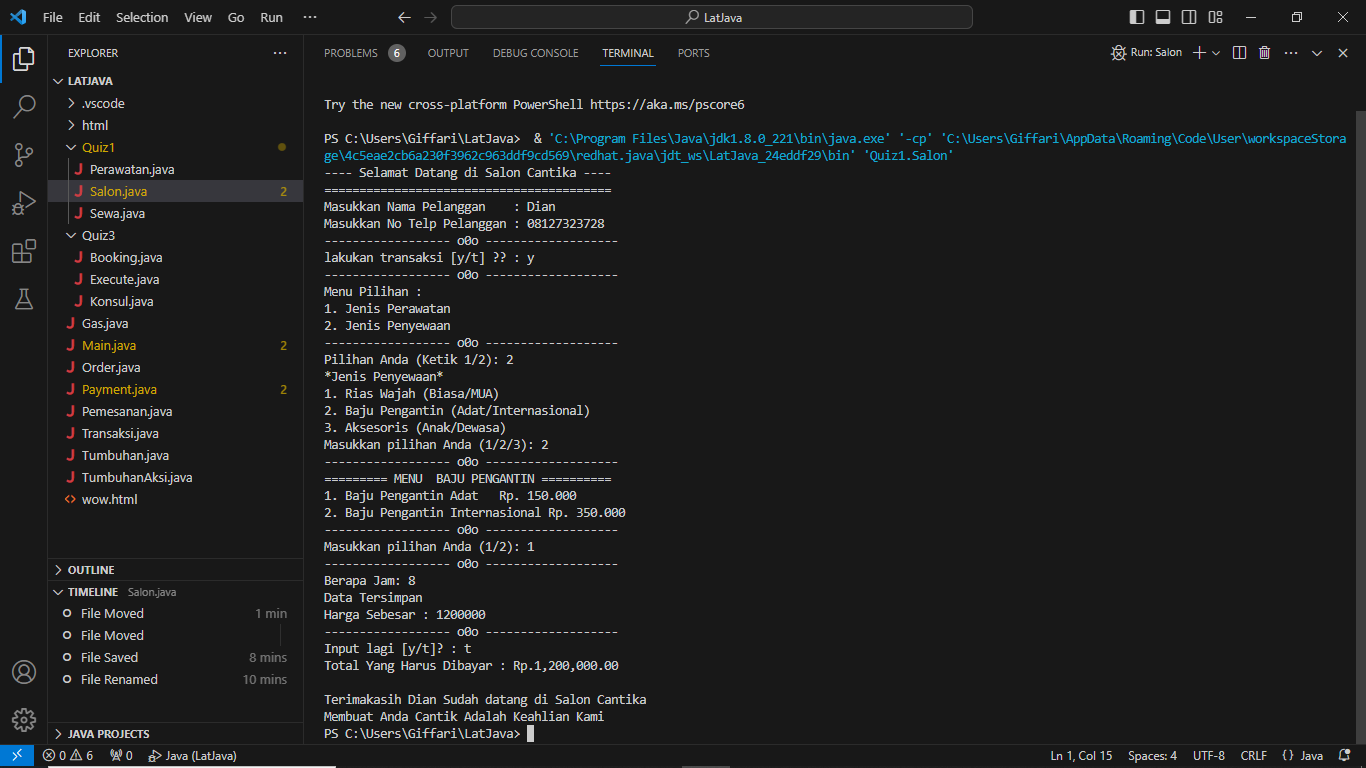 File Edit Selection View Go Run ··· LatJava
EXPLORER ···
LATJAVA
.vscode
html
Quiz1
Perawatan.java
Salon.java 2
Sewa.java
Quiz3
Booking.java
Execute.java
Konsul.java
Gas.java
Main.java 2
Order.java
Payment.java 2
Pemesanan.java
Transaksi.java
Tumbuhan.java
TumbuhanAksi.java
wow.html
OUTLINE
TIMELINE Salon.java
File Moved 1 min
File Moved
File Saved 8 mins
File Renamed 10 mins
JAVA PROJECTS
PROBLEMS 6 OUTPUT DEBUG CONSOLE TERMINAL PORTS Run: Salon
Try the new cross-platform PowerShell https://aka.ms/pscore6
PS C:\Users\Giffari\LatJava>  & 'C:\Program Files\Java\jdk1.8.0_221\bin\java.exe' '-cp' 'C:\Users\Giffari\AppData\Roaming\Code\User\workspaceStora
ge\4c5eae2cb6a230f3962c963ddf9cd569\redhat.java\jdt_ws\LatJava_24eddf29\bin' 'Quiz1.Salon'
---- Selamat Datang di Salon Cantika ----
=========================================
Masukkan Nama Pelanggan    : Dian
Masukkan No Telp Pelanggan : 08127323728
------------------ o0o -------------------
lakukan transaksi [y/t] ?? : y
------------------ o0o -------------------
Menu Pilihan :
1. Jenis Perawatan
2. Jenis Penyewaan
------------------ o0o -------------------
Pilihan Anda (Ketik 1/2): 2
*Jenis Penyewaan*
1. Rias Wajah (Biasa/MUA)
2. Baju Pengantin (Adat/Internasional)
3. Aksesoris (Anak/Dewasa)
Masukkan pilihan Anda (1/2/3): 2
------------------ o0o -------------------
========= MENU  BAJU PENGANTIN ==========
1. Baju Pengantin Adat   Rp. 150.000
2. Baju Pengantin Internasional Rp. 350.000
------------------ o0o -------------------
Masukkan pilihan Anda (1/2): 1
------------------ o0o -------------------
Berapa Jam: 8
Data Tersimpan
Harga Sebesar : 1200000
------------------ o0o -------------------
Input lagi [y/t]? : t
Total Yang Harus Dibayar : Rp.1,200,000.00
Terimakasih Dian Sudah datang di Salon Cantika
Membuat Anda Cantik Adalah Keahlian Kami
PS C:\Users\Giffari\LatJava>
0 6 0 Java (LatJava) Ln 1, Col 15 Spaces: 4 UTF-8 CRLF {} Java